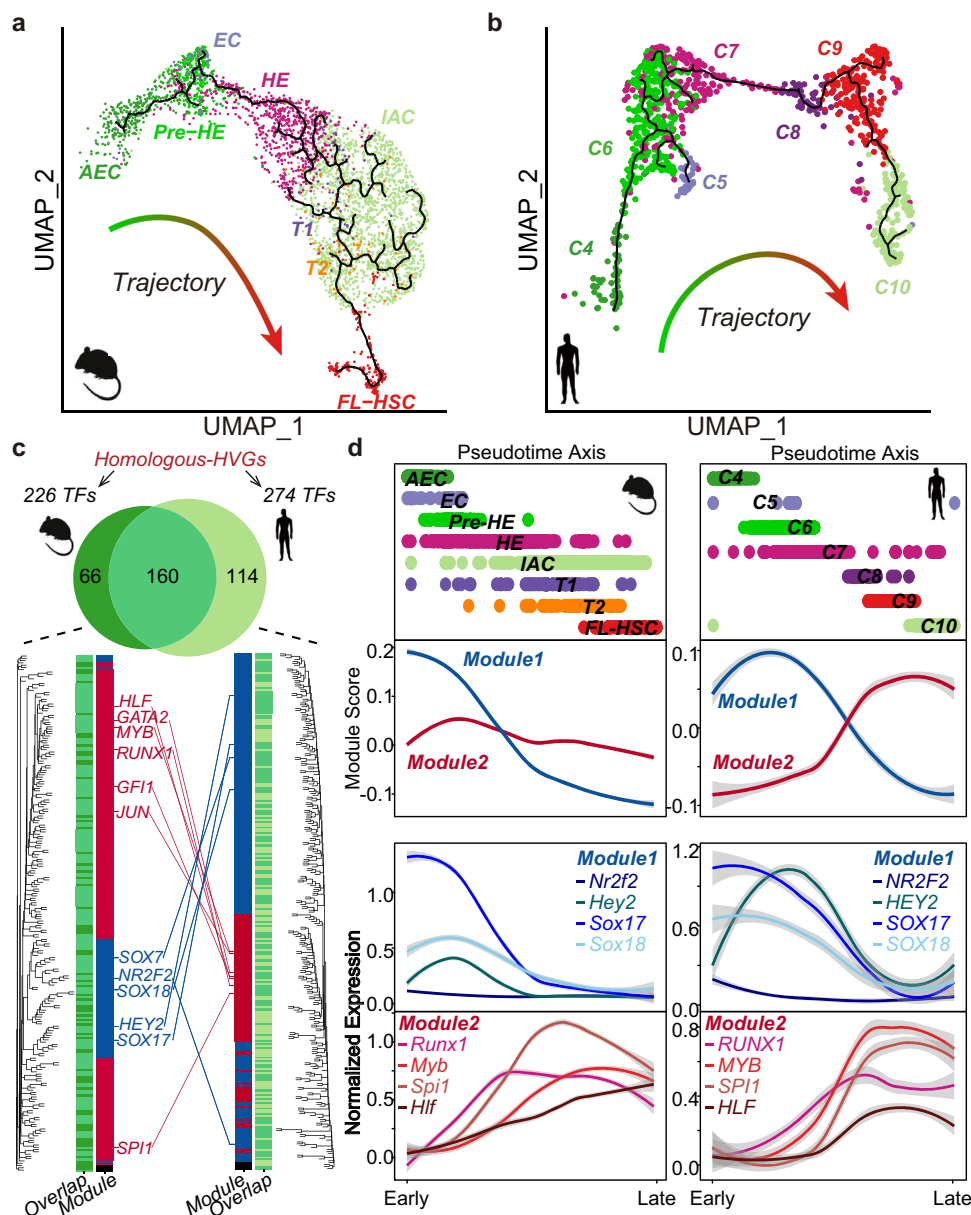 a
EC
HE
IAC
Pre-HE
AEC
T1
T2
Trajectory
FL-HSC
UMAP_2
UMAP_1
b
C7
C9
C8
C6
C5
C4
C10
Trajectory
UMAP_2
UMAP_1
c
Homologous-HVGs
226 TFs
274 TFs
66
160
114
HLF
GATA2
MYB
RUNX1
GFI1
JUN
SOX7
NR2F2
SOX18
HEY2
SOX17
SPI1
Overlap
Module
Module
Overlap
d
Pseudotime Axis
AEC
EC
Pre-HE
HE
IAC
T1
T2
FL-HSC
Pseudotime Axis
C4
C5
C6
C7
C8
C9
C10
Module Score
0.2
0.1
0.0
-0.1
Module1
Module2
0.1
0.0
-0.1
Module1
Module2
Normalized Expression
1.0
0.5
0.0
Module1
Nr2f2
Hey2
Sox17
Sox18
1.2
0.6
0.0
Module1
NR2F2
HEY2
SOX17
SOX18
1.0
0.5
0.0
Module2
Runx1
Myb
Spi1
Hlf
0.8
0.4
0.0
Module2
RUNX1
MYB
SPI1
HLF
Early
Late
Early
Late